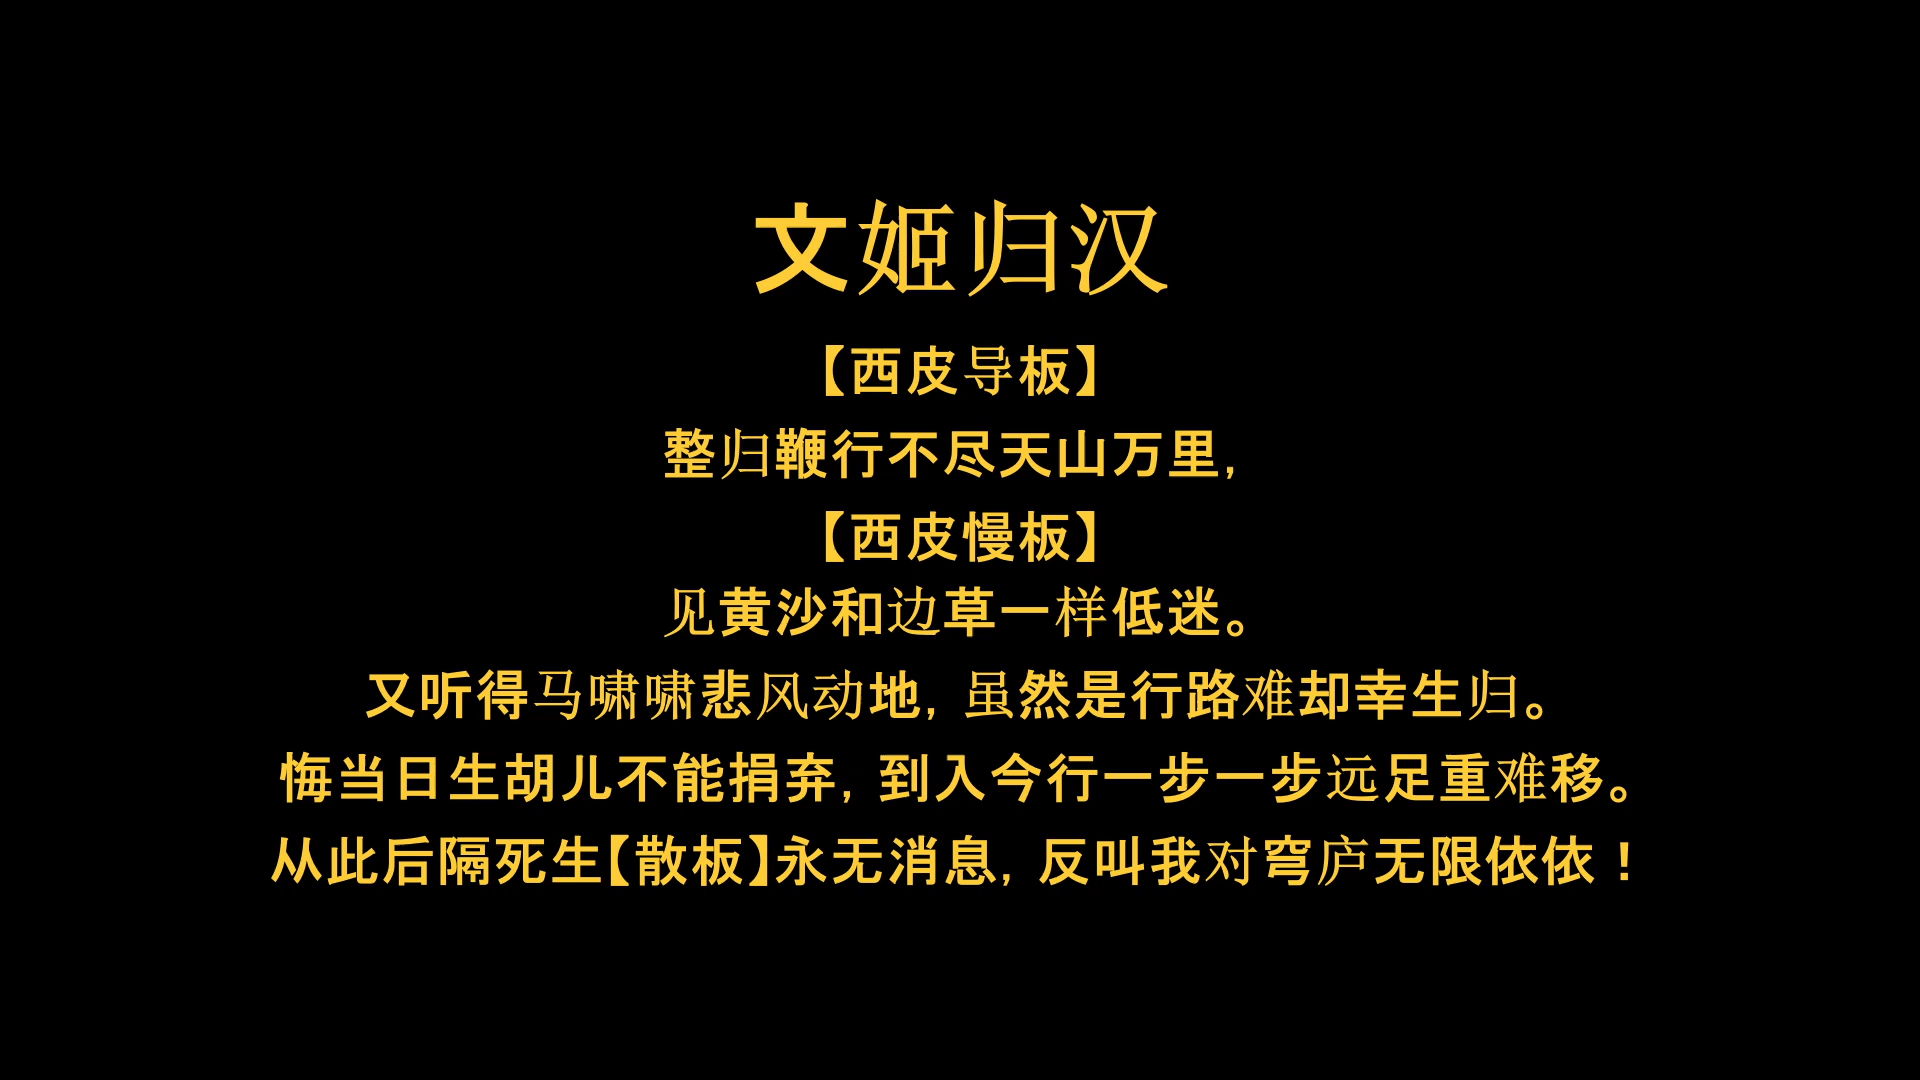 文姬归汉
【西皮导板】
整归鞭行不尽天山万里，
【西皮慢板】
见黄沙和边草一样低迷。
又听得马啸啸悲风动地，虽然是行路难却幸生归。
悔当日生胡儿不能捐弃，到入今行一步一步远足重难移。
从此后隔死生【散板】永无消息，反叫我对穹庐无限依依！